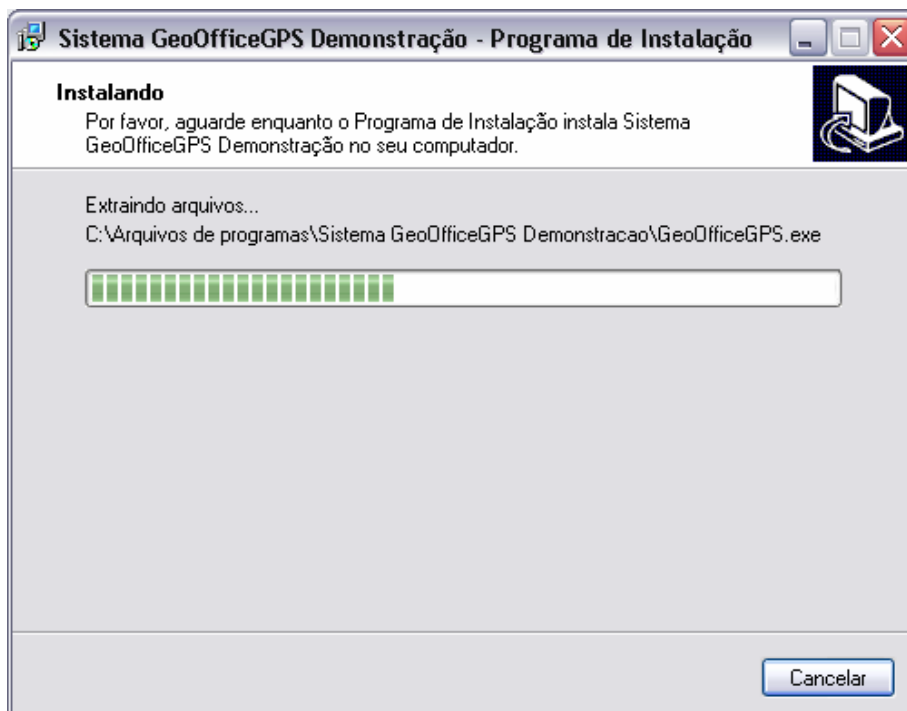 Sistema GeoOfficeGPS Demonstração - Programa de Instalação
Instalando
Por favor, aguarde enquanto o Programa de Instalação instala Sistema
GeoOfficeGPS Demonstração no seu computador.
Extraindo arquivos...
C:\Arquivos de programas\Sistema GeoOfficeGPS Demonstracao\GeoOfficeGPS.exe
Cancelar